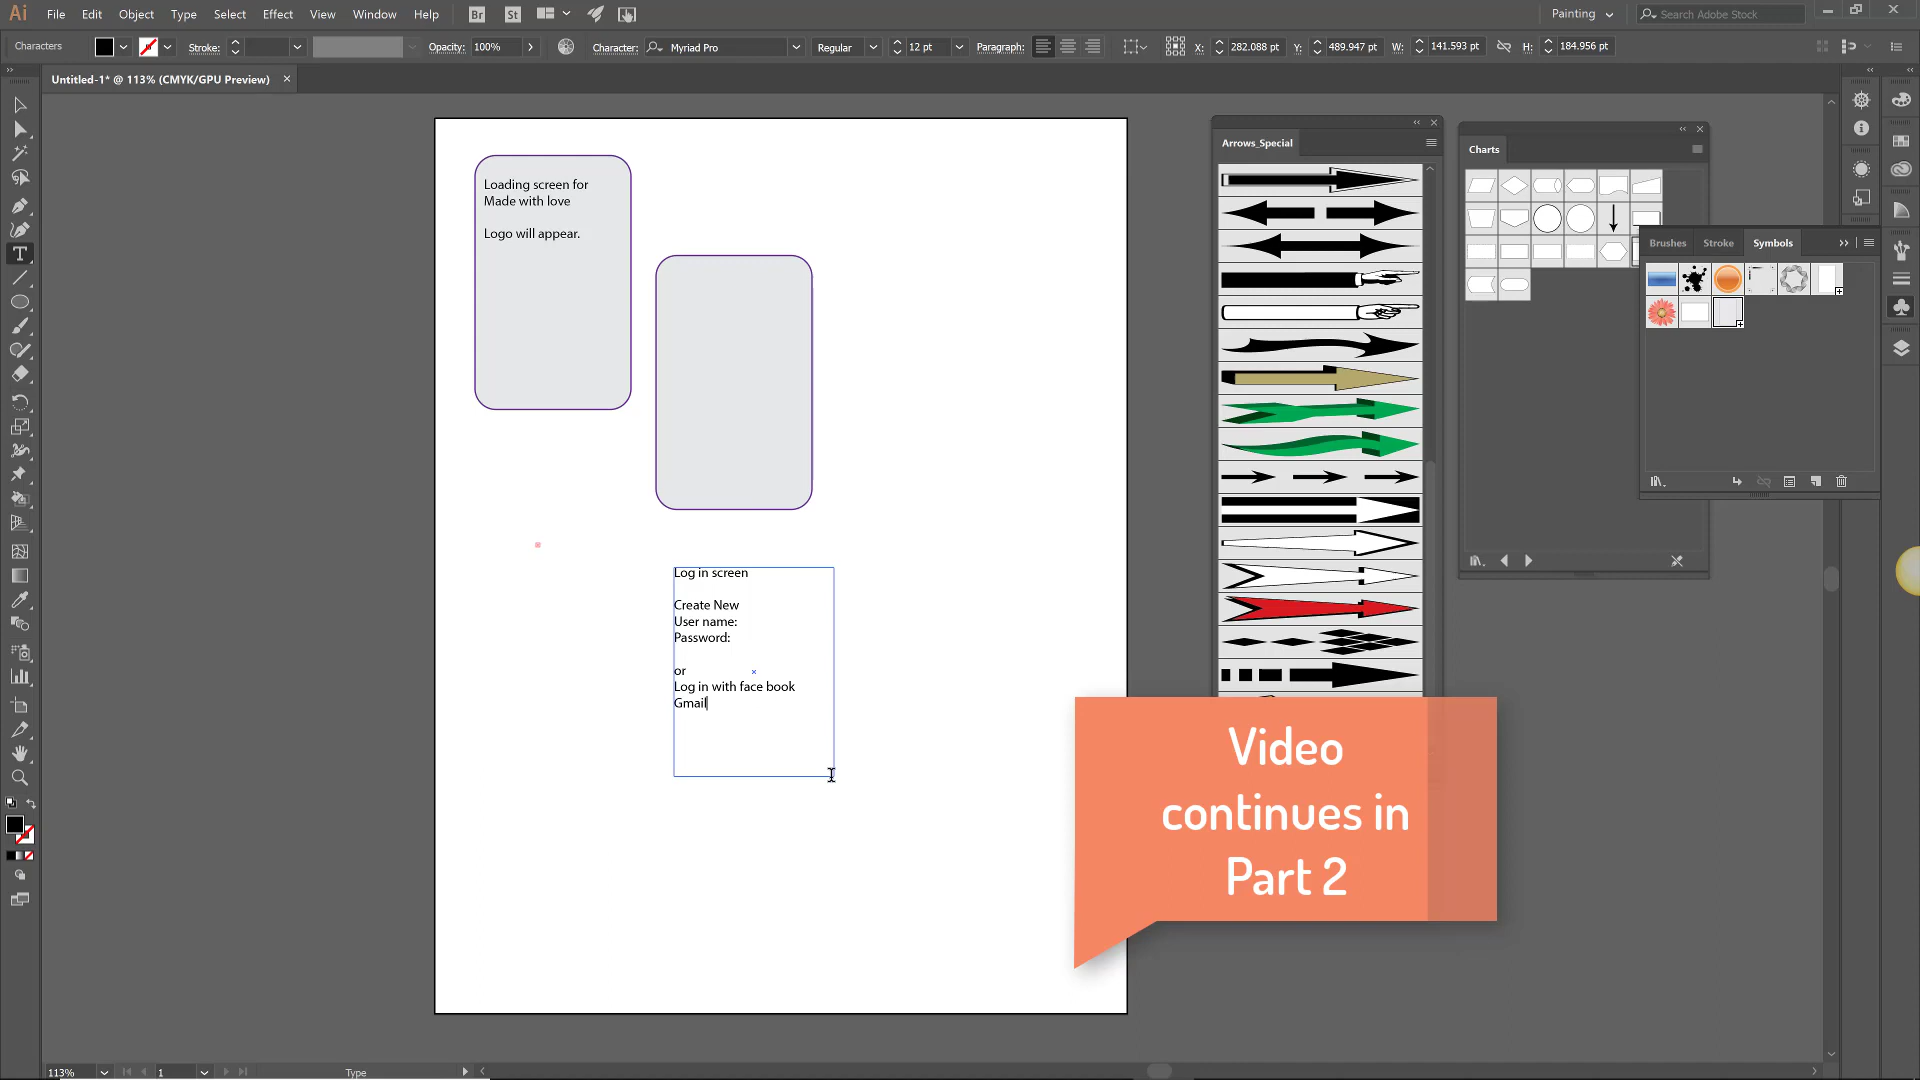 Ai File Edit Object Type Select Effect View Window Help Br St Painting Search Adobe Stock
Characters Stroke: Opacity: 100% Character: Myriad Pro Regular 12 pt Paragraph: X: 282.088 pt Y: 489.947 pt W: 141.593 pt H: 184.956 pt
Untitled-1* @ 113% (CMYK/GPU Preview)
Arrows_Special
Charts
Brushes Stroke Symbols
Loading screen for
Made with love
Logo will appear.
Log in screen
Create New
User name:
Password:
or
Log in with face book
Gmail
Video
continues in
Part 2
113% 1 Type